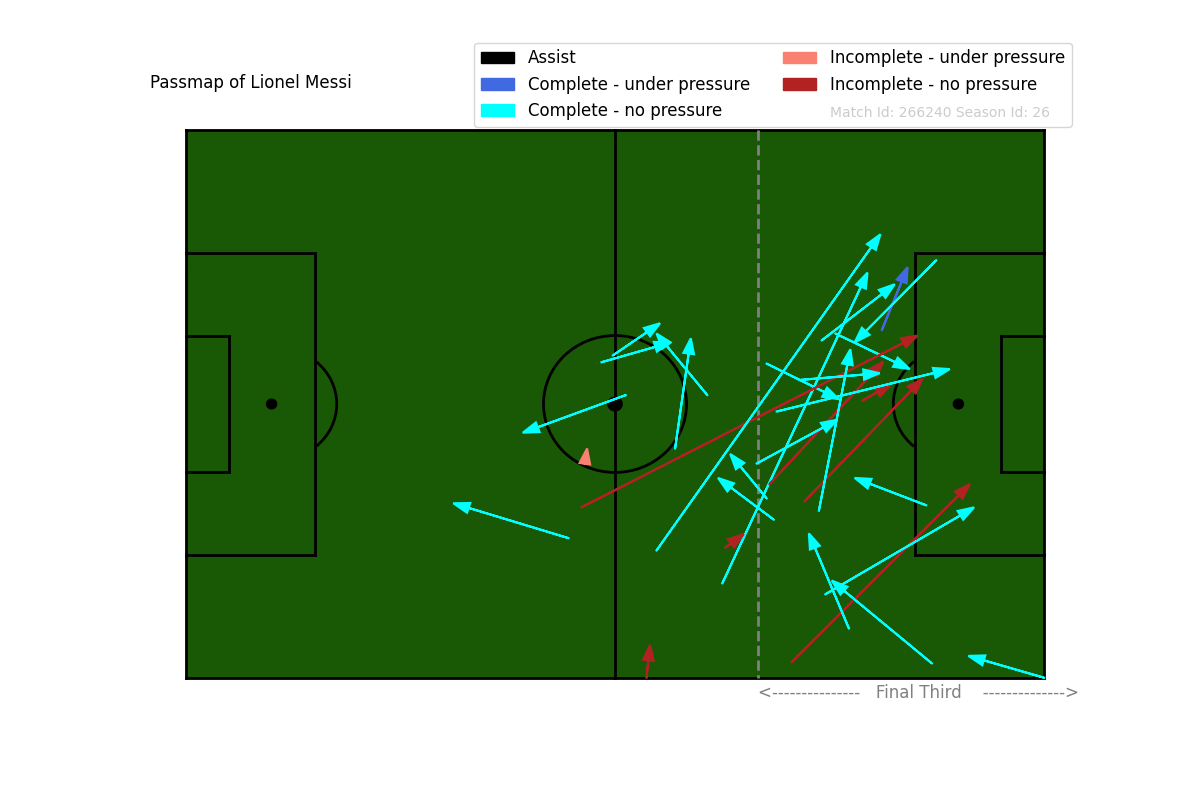 Passmap of Lionel Messi
Assist
Complete - under pressure
Complete - no pressure
Incomplete - under pressure
Incomplete - no pressure
Match Id: 266240 Season Id: 26
<--------------- Final Third -------------->